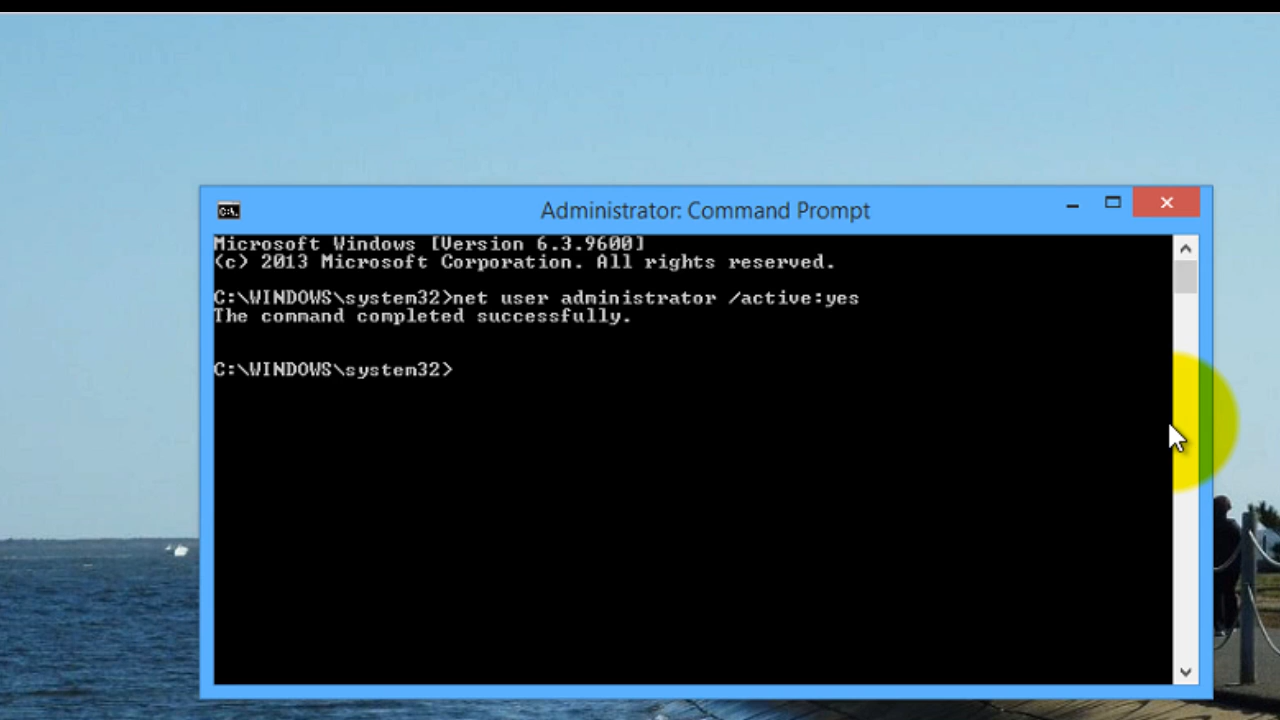 C:\.
Administrator: Command Prompt
Microsoft Windows [Version 6.3.9600]
(c) 2013 Microsoft Corporation. All rights reserved.
C:\WINDOWS\system32>net user administrator /active:yes
The command completed successfully.
C:\WINDOWS\system32>